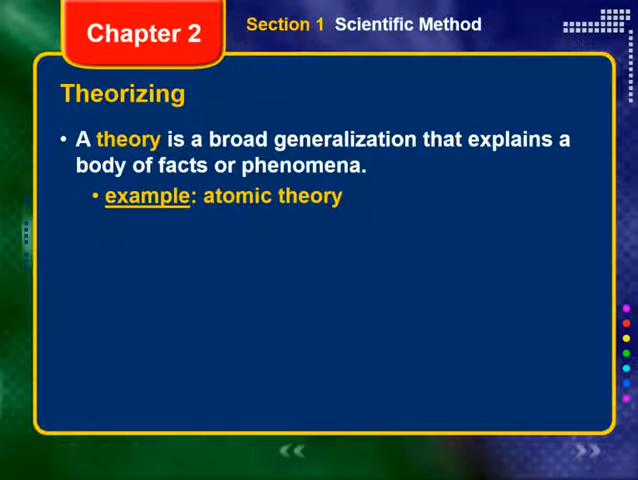 Chapter 2
Section 1 Scientific Method
Theorizing
• A theory is a broad generalization that explains a
body of facts or phenomena.
• example: atomic theory